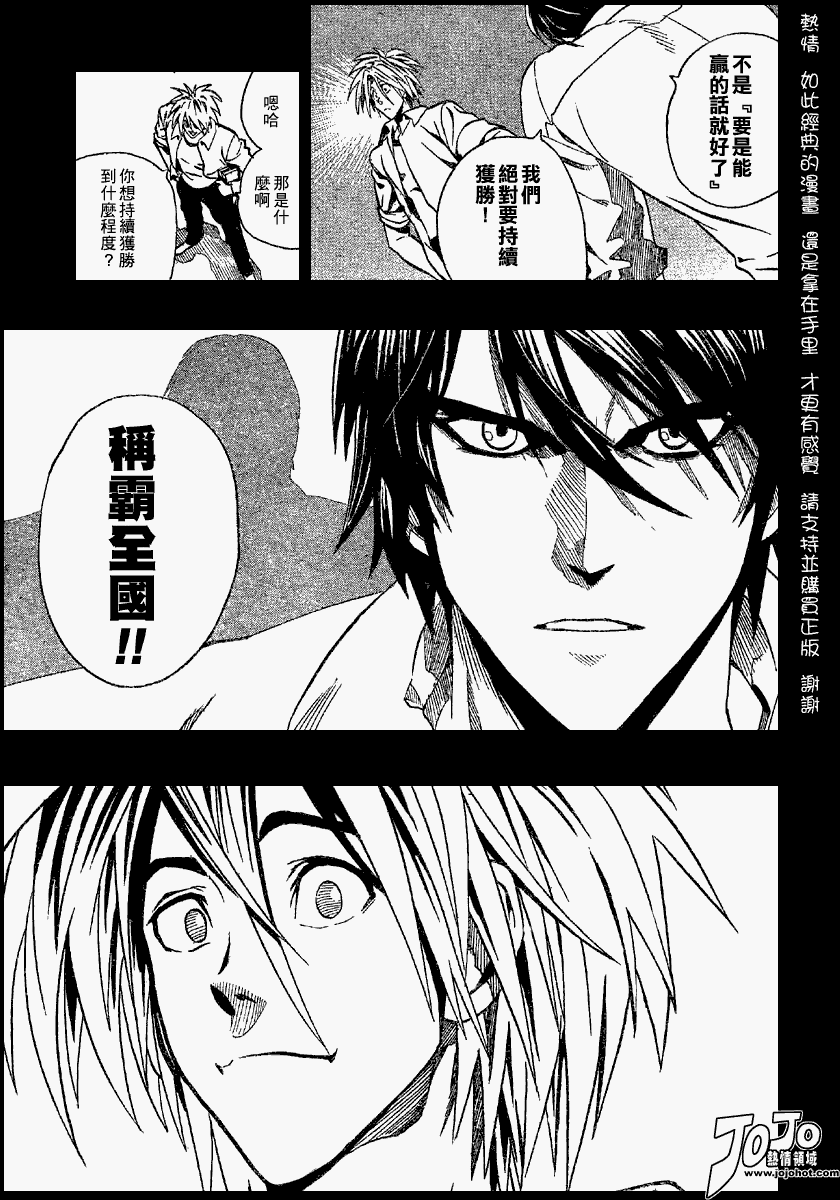 不是『要是能
贏的話就好了』
我們
絕對要持續
獲勝！
嗯哈
那是什
麼啊
你想持續獲勝
到什麼程度？
稱霸全國!!
熱情 如此經典的漫畫 還是拿在手里 才更有感覺 請支持並購買正版 謝謝
JOJO
熱情領域
www.jojohot.com